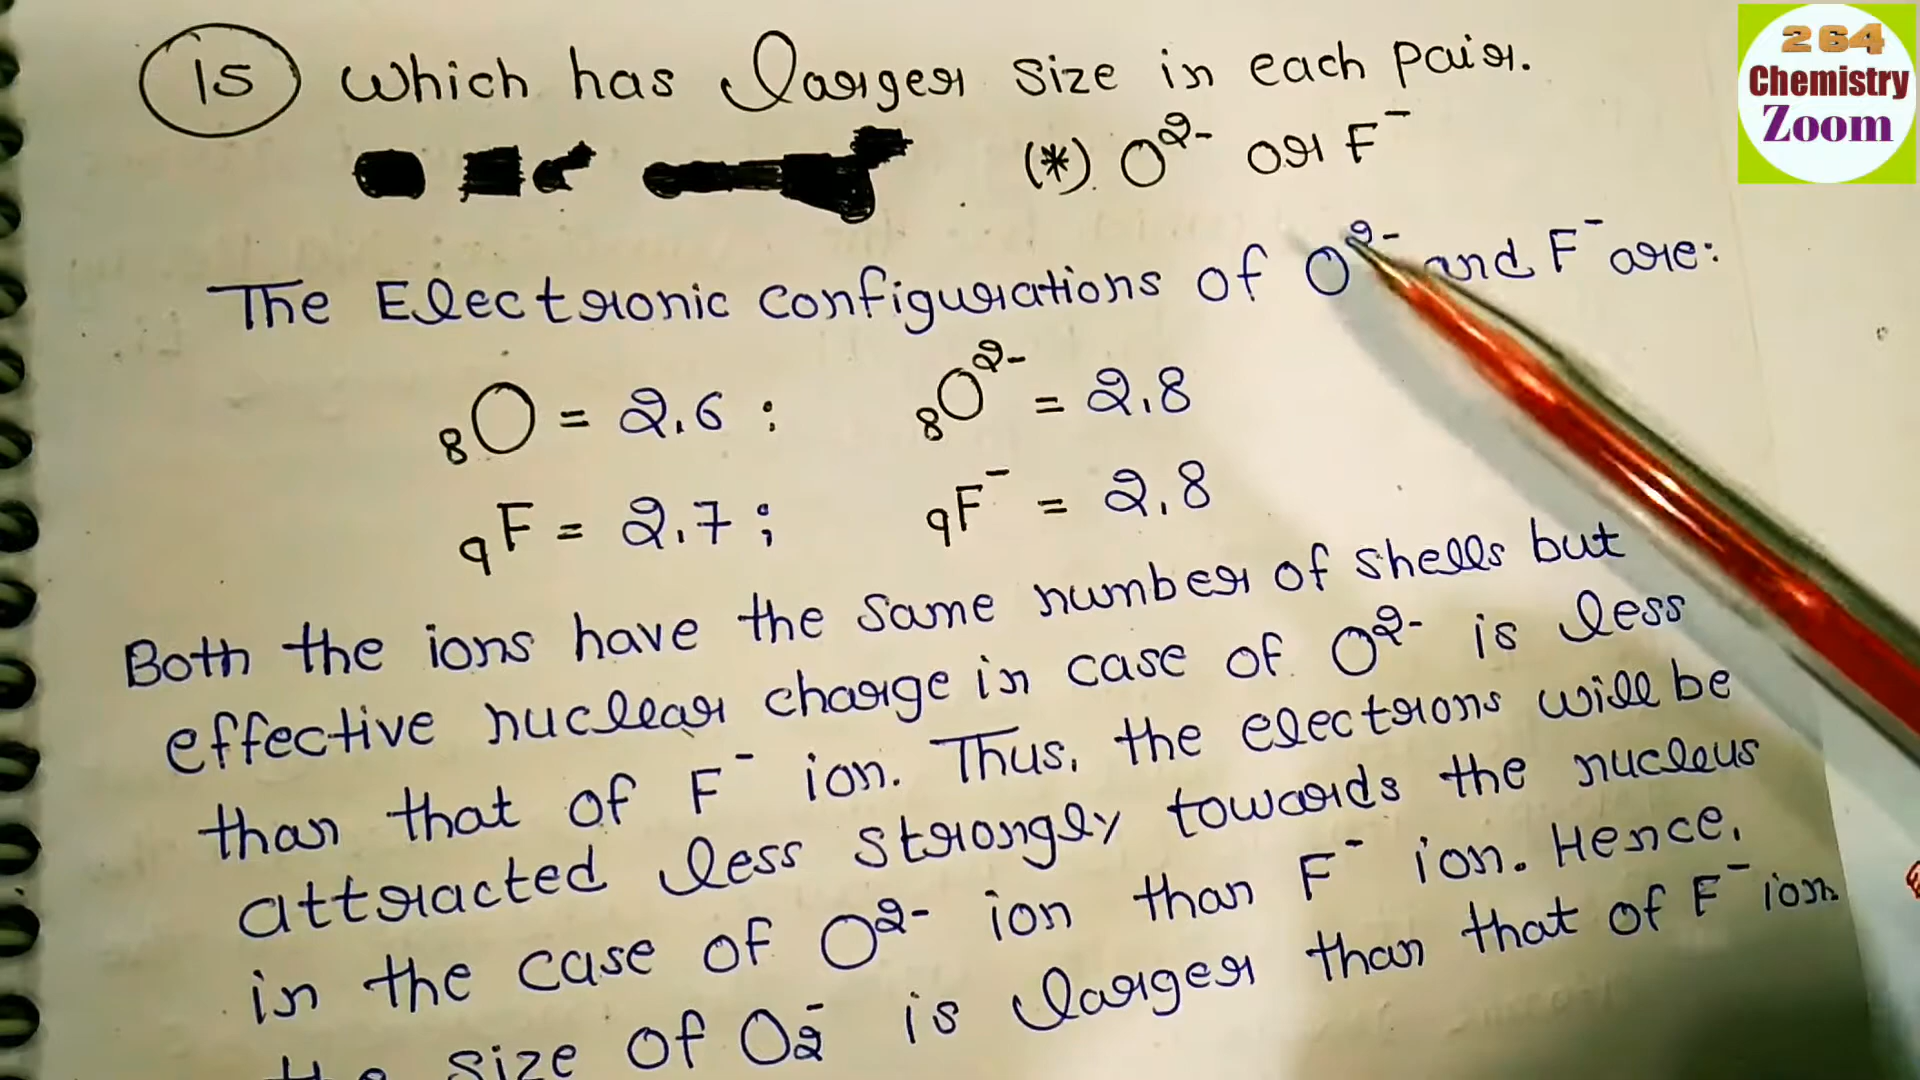 15 Which has larger size in each pair.
(*) O²⁻ or F⁻
The Electronic configurations of O²⁻ and F⁻ are:
₈O = 2.6 : ₈O²⁻ = 2.8
₉F = 2.7 ; ₉F⁻ = 2.8
Both the ions have the same number of shells but
effective nuclear charge in case of O²⁻ is less
than that of F⁻ ion. Thus, the electrons will be
attracted less strongly towards the nucleus
in the case of O²⁻ ion than F⁻ ion. Hence,
the size of O₂⁻ is larger than that of F⁻ ion.
264
Chemistry
Zoom